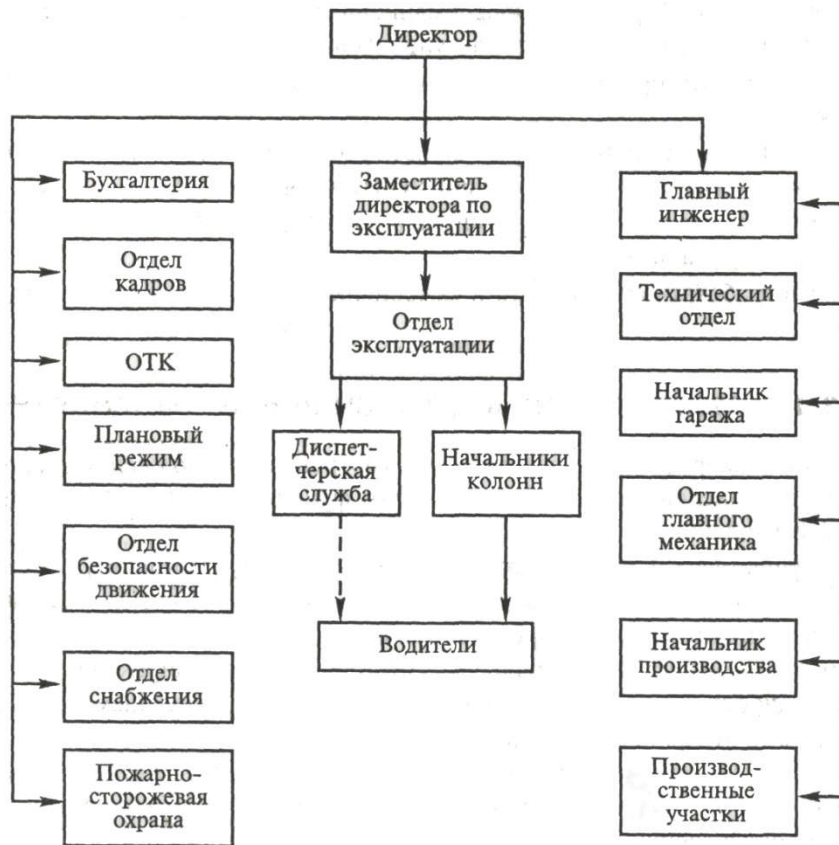 Директор
Бухгалтерия
Отдел
кадров
ОТК
Плановый
режим
Отдел
безопасности
движения
Отдел
снабжения
Пожарно-
сторожевая
охрана
Заместитель
директора по
эксплуатации
Отдел
эксплуатации
Диспет-
черская
служба
Начальники
колонн
Водители
Главный
инженер
Технический
отдел
Начальник
гаража
Отдел
главного
механика
Начальник
производства
Производ-
ственные
участки